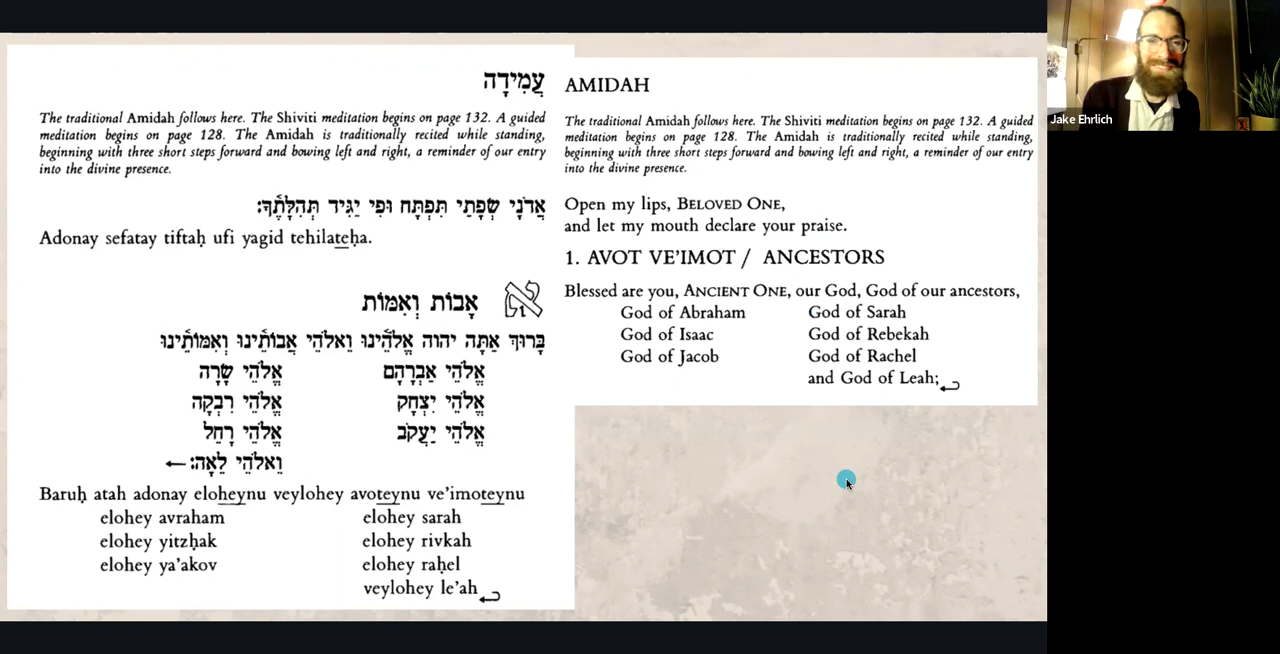 עֲמִידָה
The traditional Amidah follows here. The Shiviti meditation begins on page 132. A guided
meditation begins on page 128. The Amidah is traditionally recited while standing,
beginning with three short steps forward and bowing left and right, a reminder of our entry
into the divine presence.
אֲדֹנָי שְׂפָתַי תִּפְתָּח וּפִי יַגִּיד תְּהִלָּתֶֽךָ׃
Adonay sefatay tiftaḥ ufi yagid tehilateḥa.
א אָבוֹת וְאִמּוֹת
בָּרוּךְ אַתָּה יהוה אֱלֹהֵֽינוּ וֵאלֹהֵי אֲבוֹתֵֽינוּ וְאִמּוֹתֵֽינוּ
אֱלֹהֵי אַבְרָהָם אֱלֹהֵי שָׂרָה
אֱלֹהֵי יִצְחָק אֱלֹהֵי רִבְקָה
אֱלֹהֵי יַעֲקֹב אֱלֹהֵי רָחֵל
וֵאלֹהֵי לֵאָה׃ ←
Baruḥ atah adonay eloheynu veylohey avoteynu ve'imoteynu
elohey avraham elohey sarah
elohey yitzḥak elohey rivkah
elohey ya'akov elohey raḥel
veylohey le'ah
AMIDAH
The traditional Amidah follows here. The Shiviti meditation begins on page 132. A guided
meditation begins on page 128. The Amidah is traditionally recited while standing,
beginning with three short steps forward and bowing left and right, a reminder of our entry
into the divine presence.
Open my lips, BELOVED ONE,
and let my mouth declare your praise.
1. AVOT VE'IMOT / ANCESTORS
Blessed are you, ANCIENT ONE, our God, God of our ancestors,
God of Abraham God of Sarah
God of Isaac God of Rebekah
God of Jacob God of Rachel
and God of Leah;
Jake Ehrlich